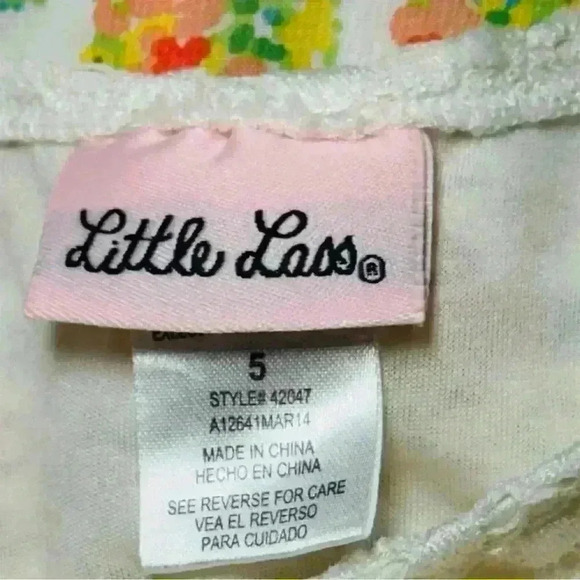 Little Lass®
5
STYLE# 42047
A12641MAR14
MADE IN CHINA
HECHO EN CHINA
SEE REVERSE FOR CARE
VEA EL REVERSO
PARA CUIDADO